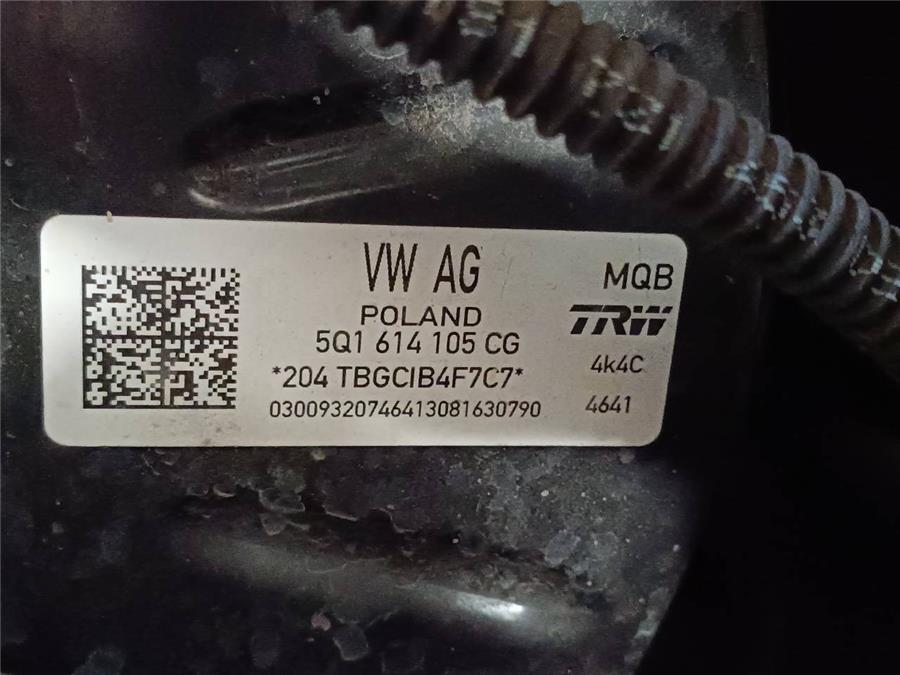 VW AG
MQB
POLAND
TRW
5Q1 614 105 CG
4k4C
*204 TBGCIB4F7C7*
03009320746413081630790
4641